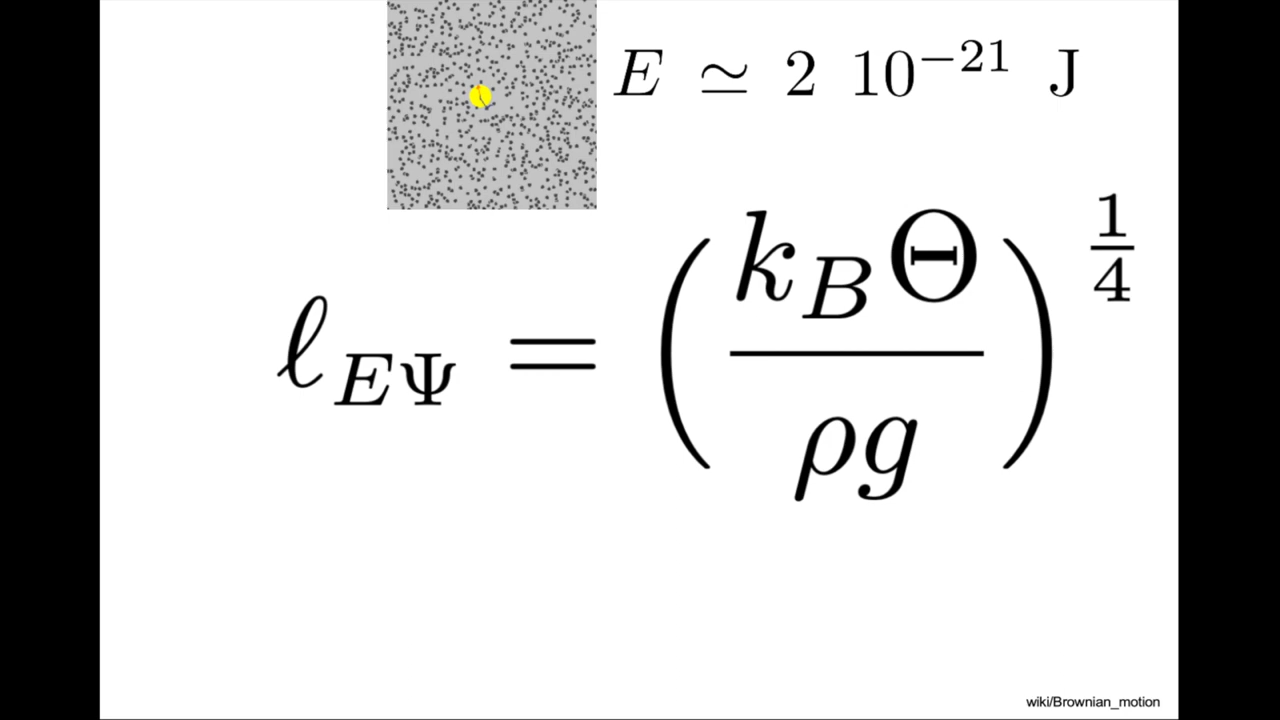 E ≃ 2 10⁻²¹ J
ℓ_{EΨ} = (k_B Θ / ρg)^{1/4}
wiki/Brownian_motion